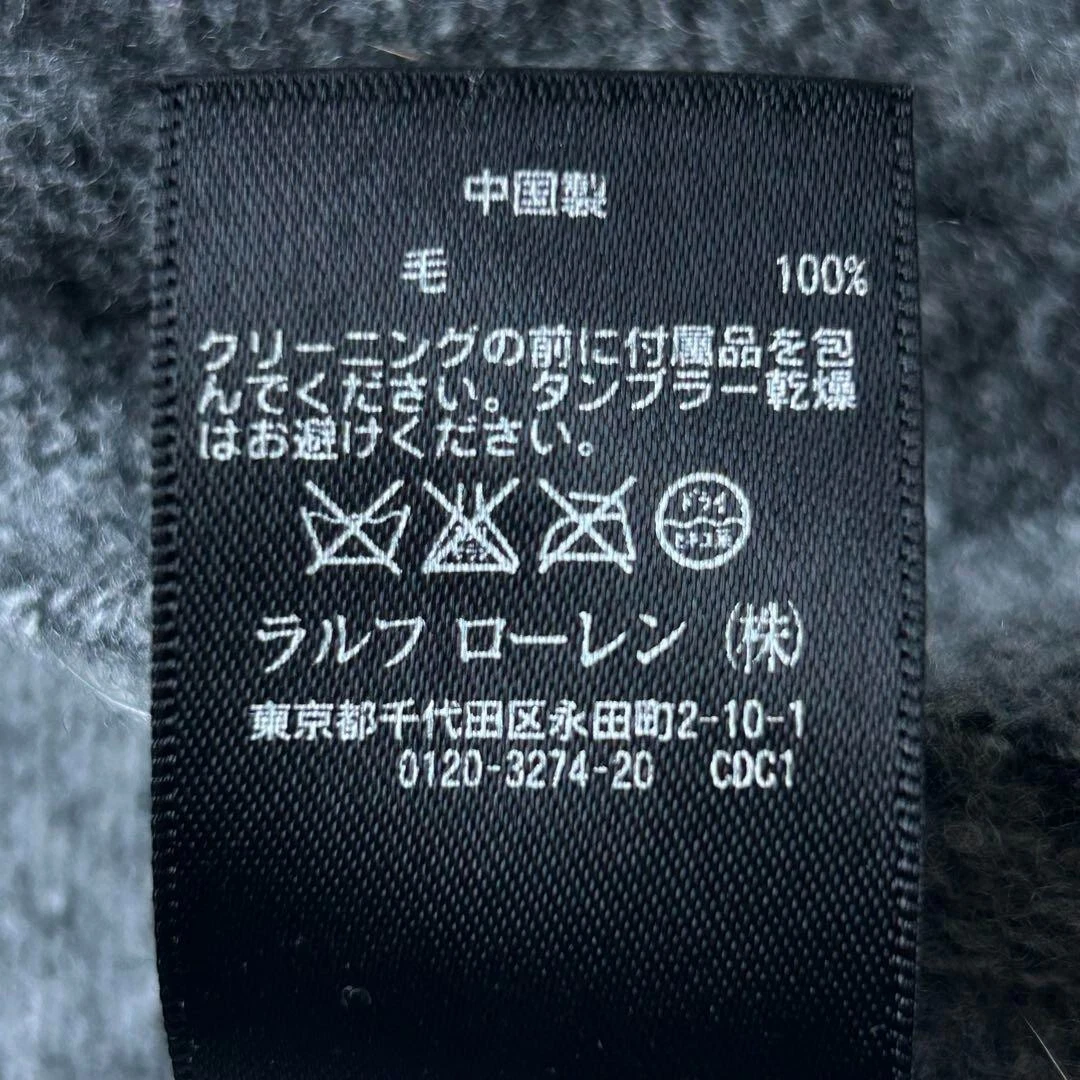 中国製
毛 100%
クリーニングの前に付属品を包
んでください。タンブラー乾燥
はお避けください。
ドライ
ラルフ ローレン (株)
東京都千代田区永田町2-10-1
0120-3274-20 CDC1